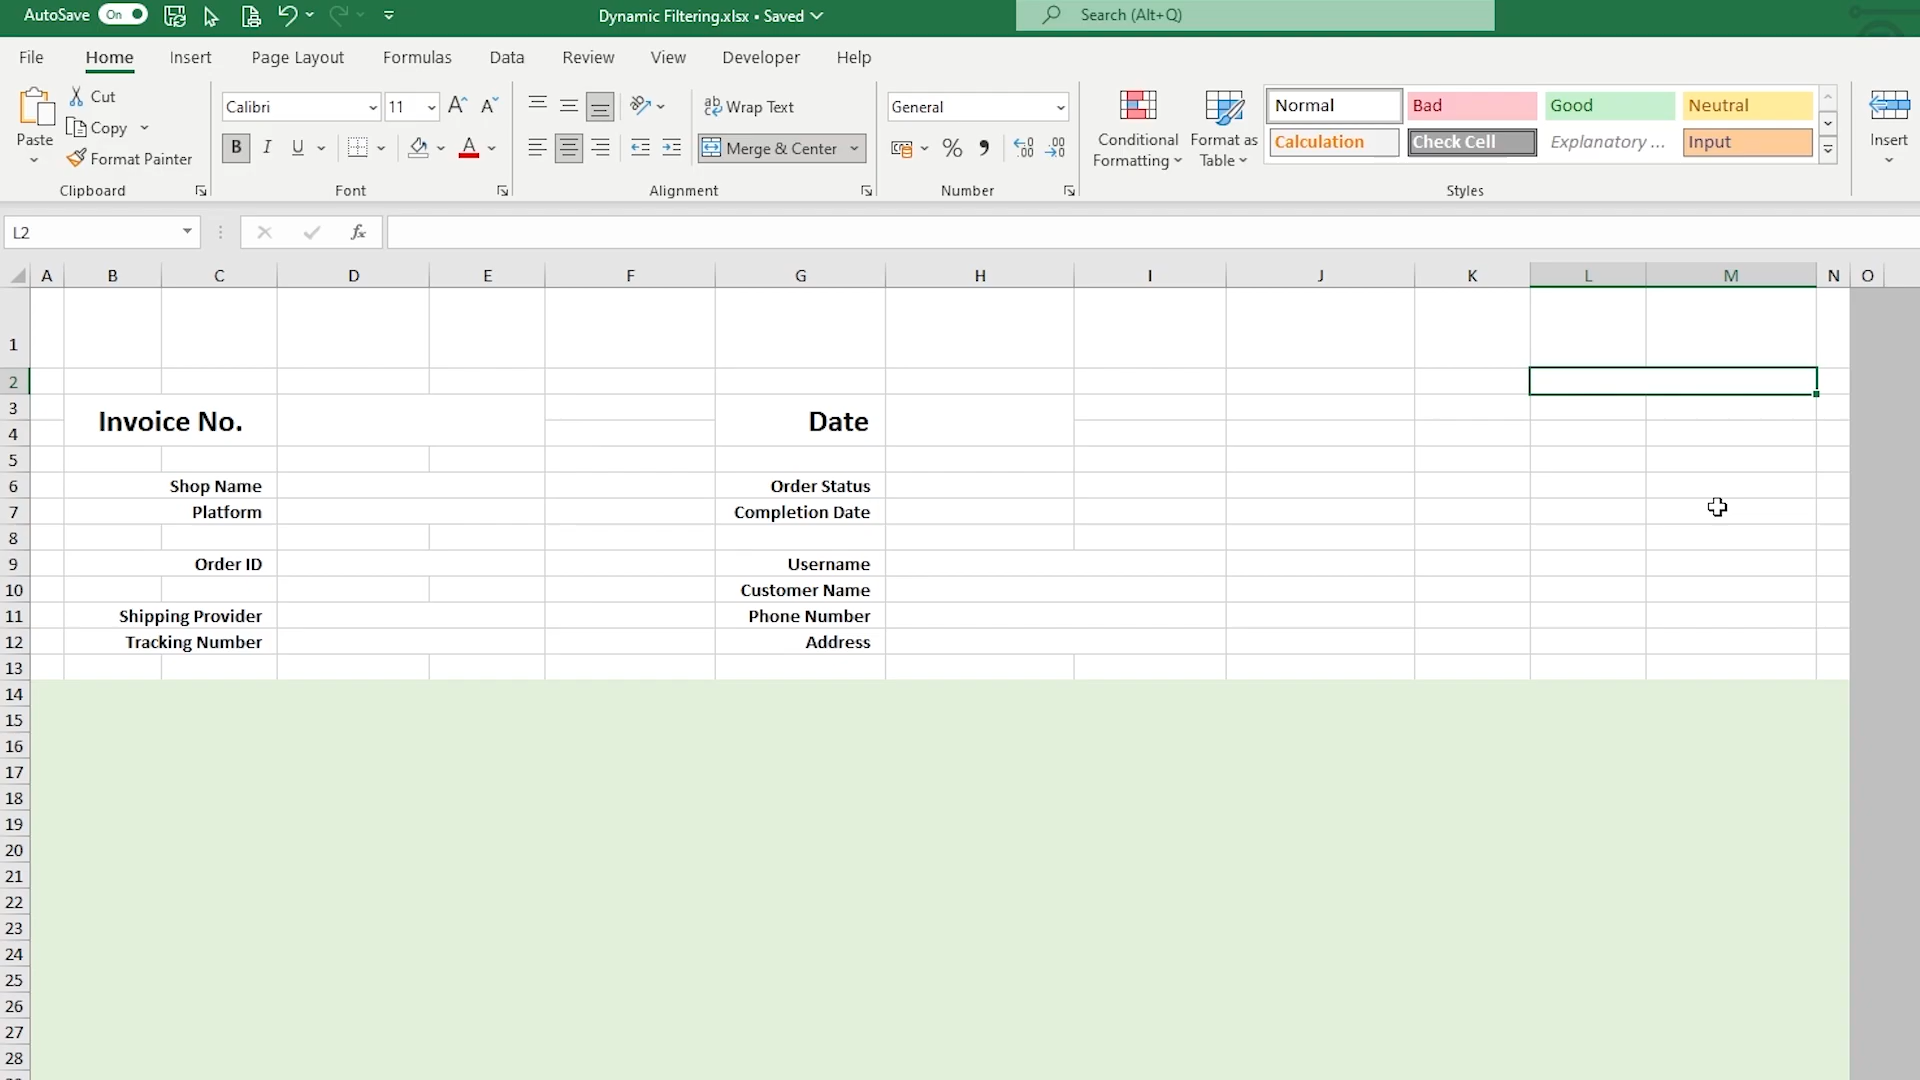 AutoSave On Dynamic Filtering.xlsx • Saved Search (Alt+Q)
File Home Insert Page Layout Formulas Data Review View Developer Help
Paste Cut Copy Format Painter
Clipboard
Calibri 11
B I U A
Font
ab Wrap Text
Merge & Center
Alignment
General
% 9
Number
Conditional Formatting
Format as Table
Normal Bad Good Neutral
Calculation Check Cell Explanatory ... Input
Styles
Insert
L2 fx
A B C D E F G H I J K L M N O
1
2
3 Invoice No. Date
4
5
6 Shop Name Order Status
7 Platform Completion Date
8
9 Order ID Username
10 Customer Name
11 Shipping Provider Phone Number
12 Tracking Number Address
13
14
15
16
17
18
19
20
21
22
23
24
25
26
27
28